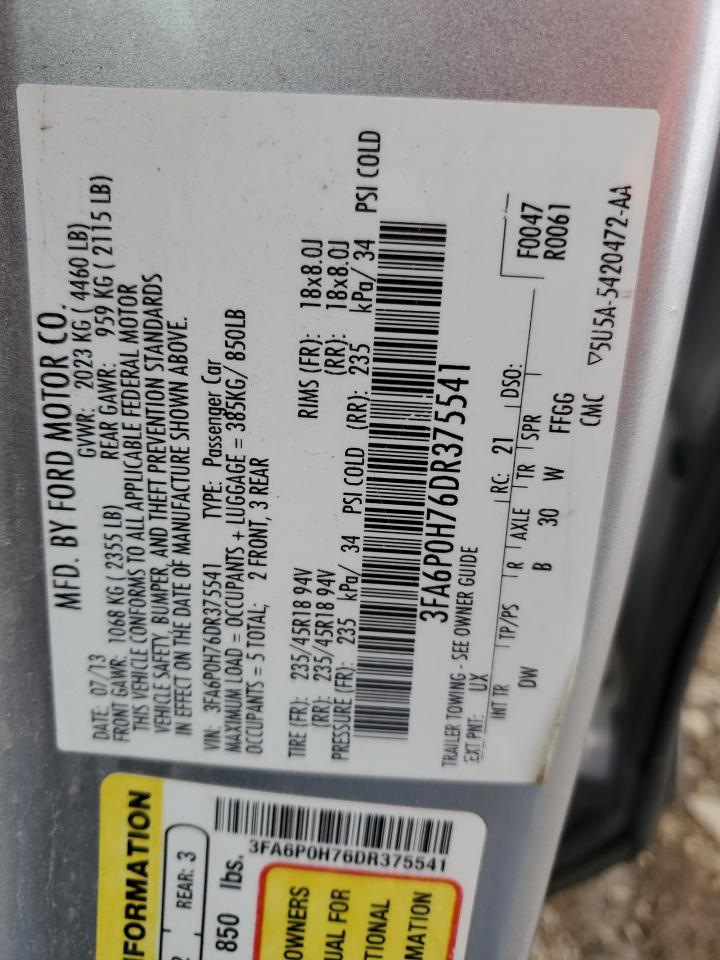 MFD. BY FORD MOTOR CO.
DATE: 07/13 GVWR: 2023 KG ( 4460 LB)
FRONT GAWR: 1068 KG ( 2355 LB) REAR GAWR: 959 KG ( 2115 LB)
THIS VEHICLE CONFORMS TO ALL APPLICABLE FEDERAL MOTOR
VEHICLE SAFETY, BUMPER, AND THEFT PREVENTION STANDARDS
IN EFFECT ON THE DATE OF MANUFACTURE SHOWN ABOVE.
VIN: 3FA6P0H76DR375541 TYPE: Passenger Car
MAXIMUM LOAD = OCCUPANTS + LUGGAGE = 385KG/ 850LB
OCCUPANTS = 5 TOTAL; 2 FRONT, 3 REAR
TIRE (FR): 235/45R18 94V RIMS (FR): 18x8.0J
(RR): 235/45R18 94V (RR): 18x8.0J
PRESSURE (FR): 235 kPa/ 34 PSI COLD (RR): 235 kPa/ 34 PSI COLD
3FA6P0H76DR375541
TRAILER TOWING - SEE OWNER GUIDE
EXT PNT: UX RC: 21 DSO: F0047
R0061
INT TR TP/PS R AXLE TR SPR
DW B 30 W FFGG
CMC ▽5U5A-5420472-AA
NFORMATION
REAR: 3
850 lbs.
3FA6P0H76DR375541
OWNERS
UAL FOR
TIONAL
MATION